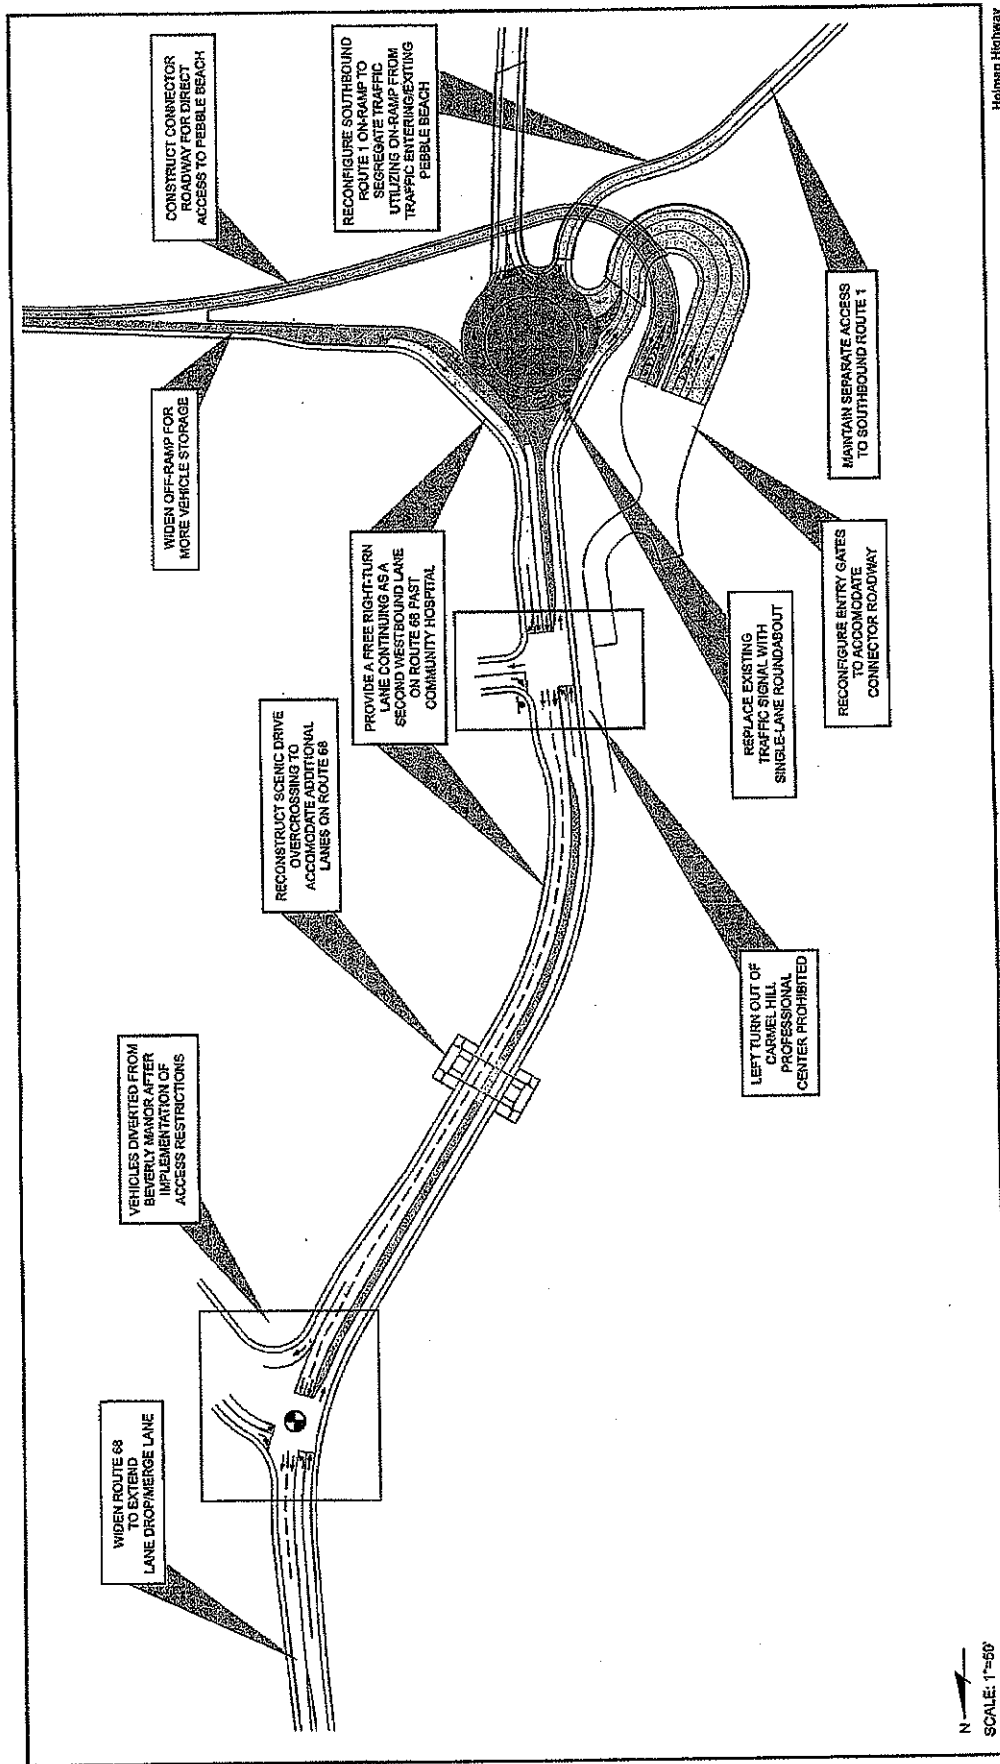 WIDEN ROUTE 68
TO EXTEND
LANE DROP/MERGE LANE
VEHICLES DIVERTED FROM
BEVERLY MANOR AFTER
IMPLEMENTATION OF
ACCESS RESTRICTIONS
RECONSTRUCT SCENIC DRIVE
OVERCROSSING TO
ACCOMODATE ADDITIONAL
LANES ON ROUTE 68
PROVIDE A FREE RIGHT-TURN
LANE CONTINUING AS A
SECOND WESTBOUND LANE
ON ROUTE 68 PAST
COMMUNITY HOSPITAL
WIDEN OFF-RAMP FOR
MORE VEHICLE STORAGE
CONSTRUCT CONNECTOR
ROADWAY FOR DIRECT
ACCESS TO PEBBLE BEACH
RECONFIGURE SOUTHBOUND
ROUTE 1 ON-RAMP TO
SEGREGATE TRAFFIC
UTILIZING ON-RAMP FROM
TRAFFIC ENTERING/EXITING
PEBBLE BEACH
LEFT TURN OUT OF
CARMEL HILL
PROFESSIONAL
CENTER PROHIBITED
REPLACE EXISTING
TRAFFIC SIGNAL WITH
SINGLE-LANE ROUNDABOUT
RECONFIGURE ENTRY GATES
TO ACCOMODATE
CONNECTOR ROADWAY
MAINTAIN SEPARATE ACCESS
TO SOUTHBOUND ROUTE 1
N
SCALE: 1"=50'
Holman Highway